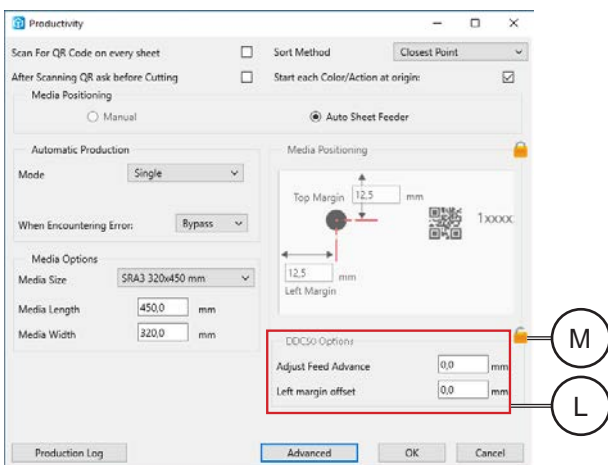 Productivity
Scan For QR Code on every sheet
Sort Method Closest Point
After Scanning QR ask before Cutting
Start each Color/Action at origin:
Media Positioning
Manual
Auto Sheet Feeder
Automatic Production
Mode Single
When Encountering Error: Bypass
Media Options
Media Size SRA3 320x450 mm
Media Length 450,0 mm
Media Width 320,0 mm
Media Positioning
Top Margin 12,5 mm
1xxxx
12,5 mm
Left Margin
DDC50 Options
Adjust Feed Advance 0,0 mm
Left margin offset 0,0 mm
M
L
Production Log
Advanced
OK
Cancel